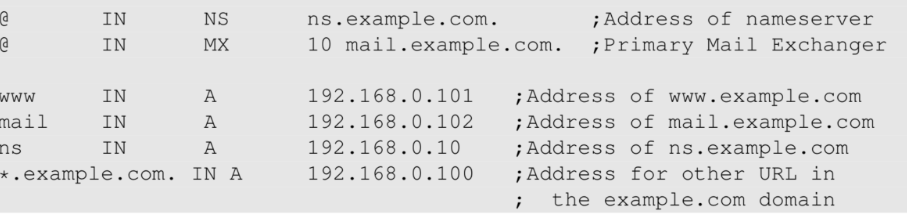 @ IN NS ns.example.com. ;Address of nameserver
@ IN MX 10 mail.example.com. ;Primary Mail Exchanger
www IN A 192.168.0.101 ;Address of www.example.com
mail IN A 192.168.0.102 ;Address of mail.example.com
ns IN A 192.168.0.10 ;Address of ns.example.com
*.example.com. IN A 192.168.0.100 ;Address for other URL in
; the example.com domain